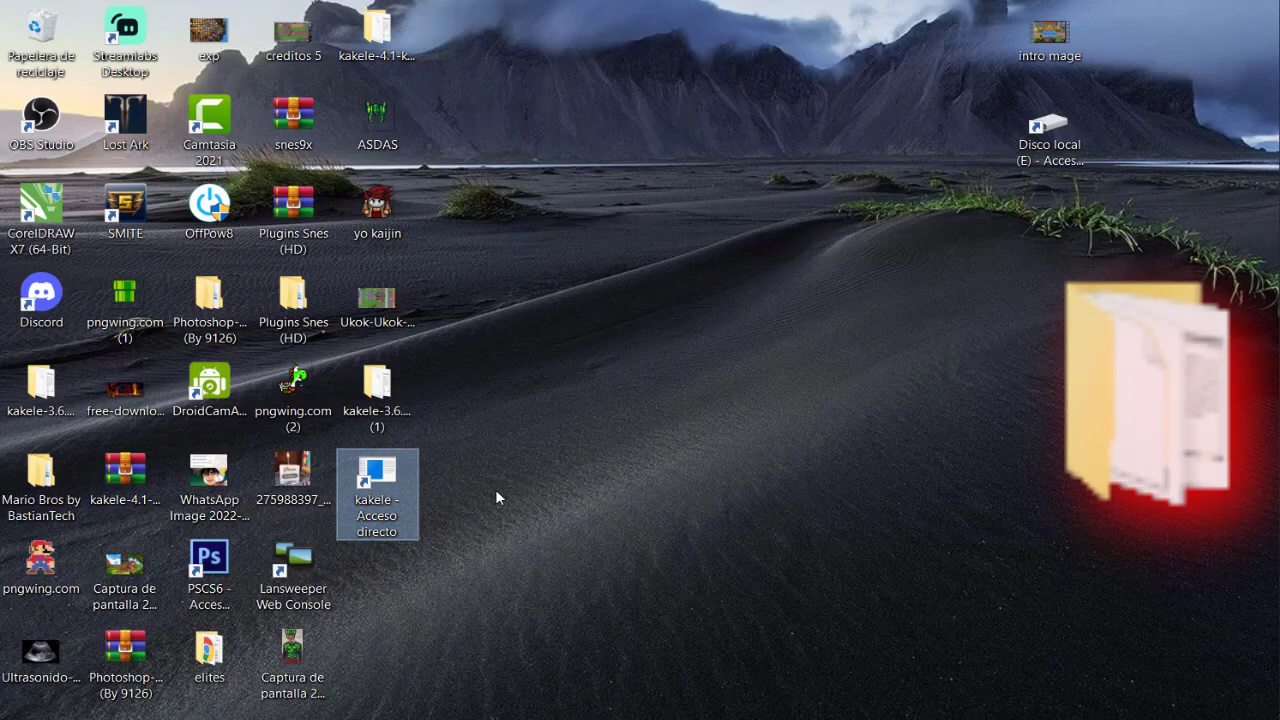 Papelera de
reciclaje
Streamlabs
Desktop
exp
creditos 5
kakele-4.1-k...
intro mage
OBS Studio
Lost Ark
Camtasia
2021
snes9x
ASDAS
Disco local
(E) - Acces...
CorelDRAW
X7 (64-Bit)
SMITE
OffPow8
Plugins Snes
(HD)
yo kaijin
Discord
pngwing.com
(1)
Photoshop-...
(By 9126)
Plugins Snes
(HD)
Ukok-Ukok-...
kakele-3.6....
free-downlo...
DroidCamA...
pngwing.com
(2)
kakele-3.6....
(1)
Mario Bros by
BastianTech
kakele-4.1-...
WhatsApp
Image 2022-...
275988397_...
kakele -
Acceso
directo
pngwing.com
Captura de
pantalla 2...
Ps
PSCS6 -
Acces...
Lansweeper
Web Console
Ultrasonido-...
Photoshop-...
(By 9126)
elites
Captura de
pantalla 2...